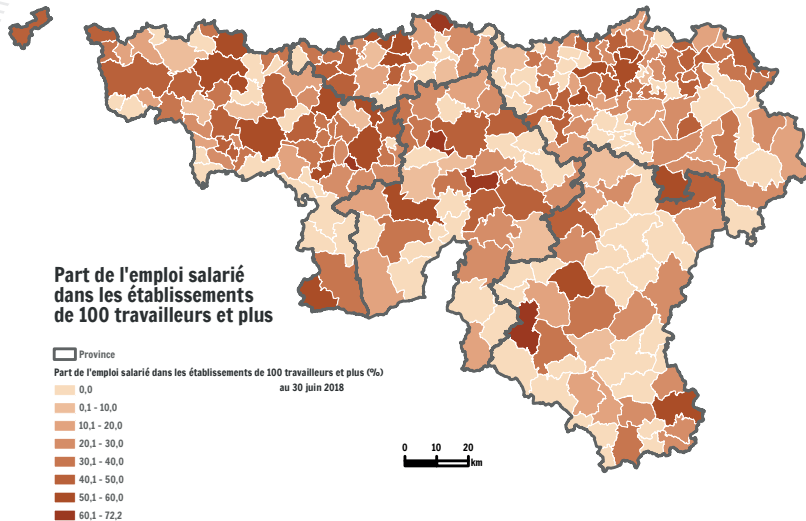 Part de l'emploi salarié
dans les établissements
de 100 travailleurs et plus
Province
Part de l'emploi salarié dans les établissements de 100 travailleurs et plus (%)
au 30 juin 2018
0,0
0,1 - 10,0
10,1 - 20,0
20,1 - 30,0
30,1 - 40,0
40,1 - 50,0
50,1 - 60,0
60,1 - 72,2
0 10 20
km